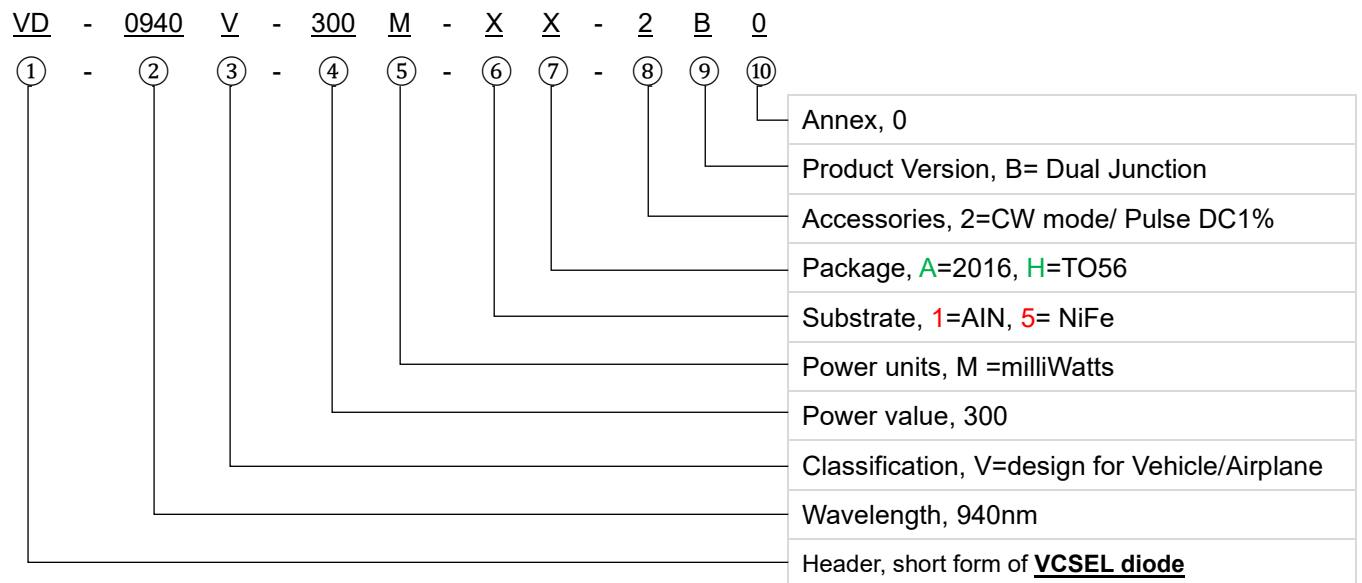 VD - 0940 V - 300 M - X X - 2 B 0
① - ② ③ - ④ ⑤ - ⑥ ⑦ - ⑧ ⑨ ⑩
Annex, 0
Product Version, B= Dual Junction
Accessories, 2=CW mode/ Pulse DC1%
Package, A=2016, H=TO56
Substrate, 1=AIN, 5= NiFe
Power units, M =milliWatts
Power value, 300
Classification, V=design for Vehicle/Airplane
Wavelength, 940nm
Header, short form of VCSEL diode